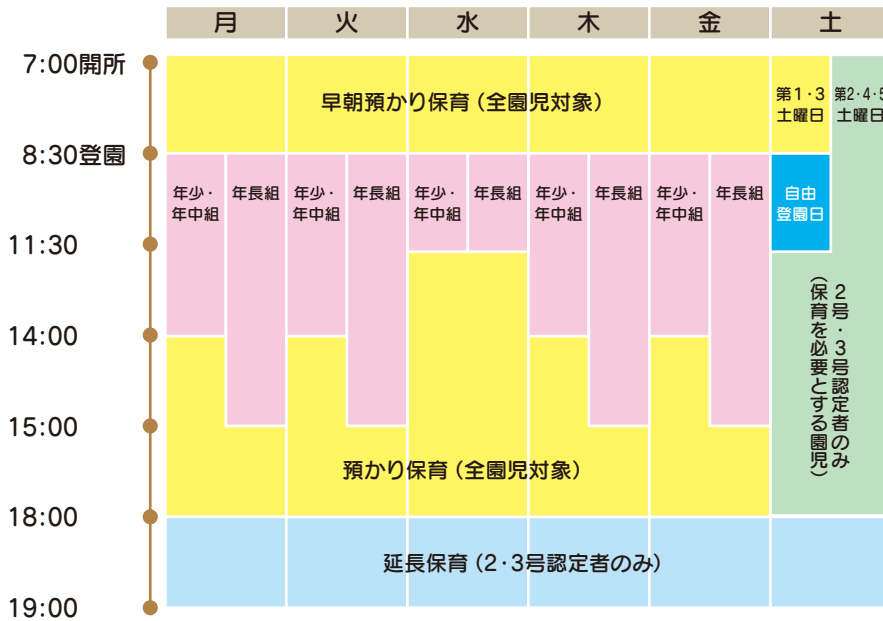 月 火 水 木 金 土
7:00開所
早朝預かり保育（全園児対象）
第1・3
土曜日
第2・4・5
土曜日
8:30登園
年少・
年中組
年長組
年少・
年中組
年長組
年少・
年中組
年長組
年少・
年中組
年長組
年少・
年中組
年長組
自由
登園日
11:30
2号・3号認定者のみ
（保育を必要とする園児）
14:00
15:00
預かり保育（全園児対象）
18:00
延長保育（2・3号認定者のみ）
19:00